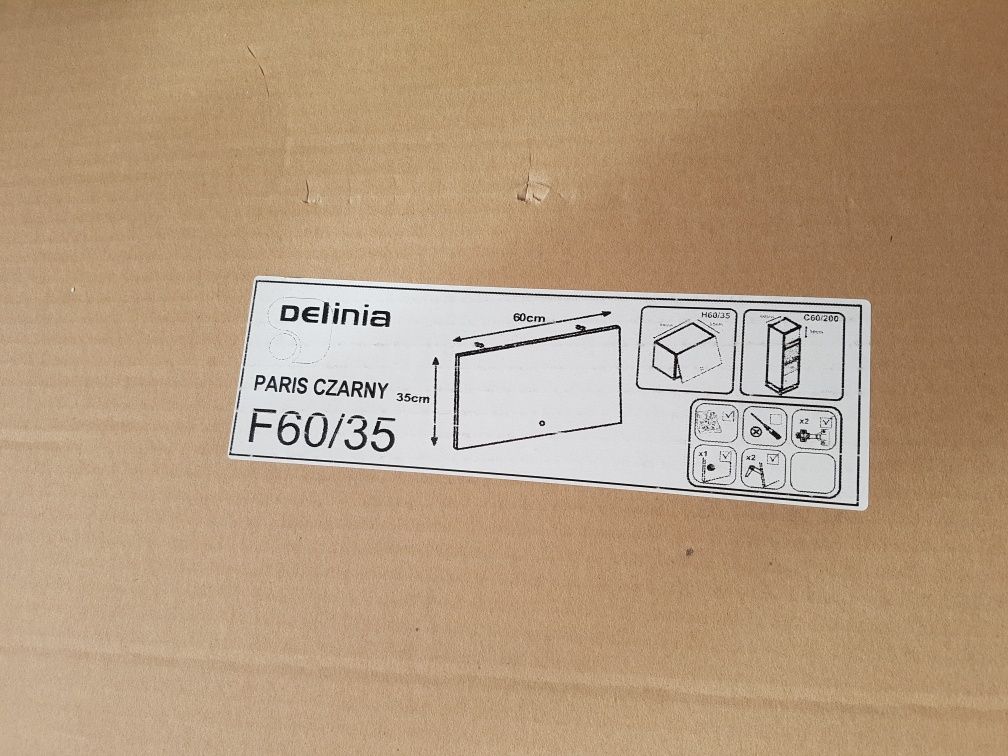 Delinia
PARIS CZARNY
F60/35
60cm
35cm
H60/35
C60/200
x2
x1
x2